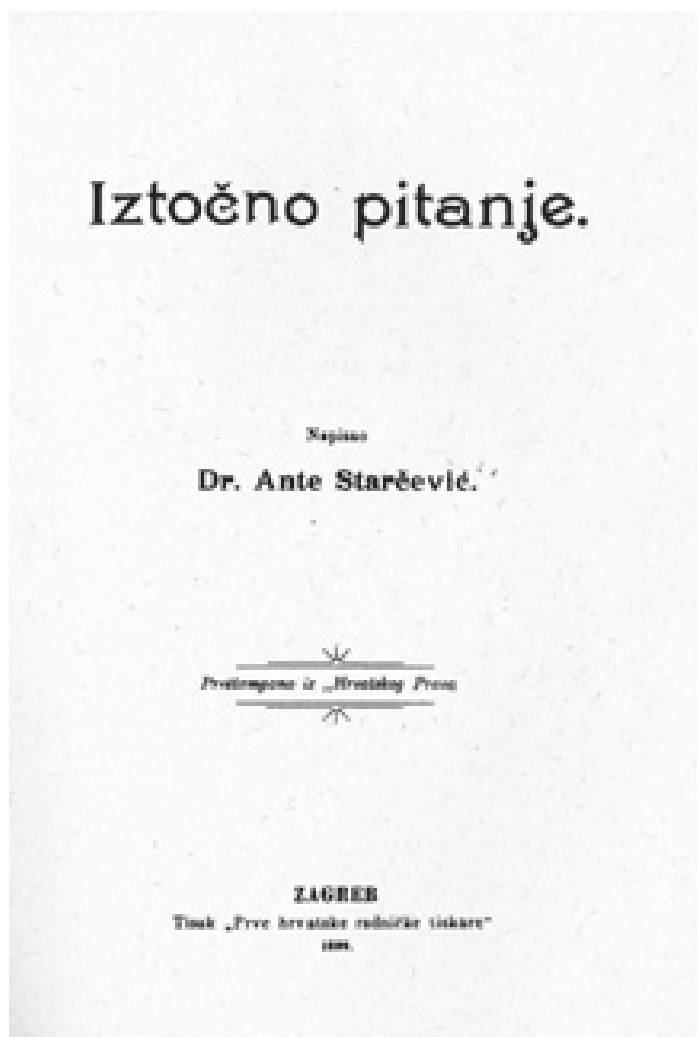 Iztočno pitanje.
Napisao
Dr. Ante Starčević.
Preštampano iz „Hrvatskog Prava
ZAGREB
Tisak „Prve hrvatske radničke tiskare“